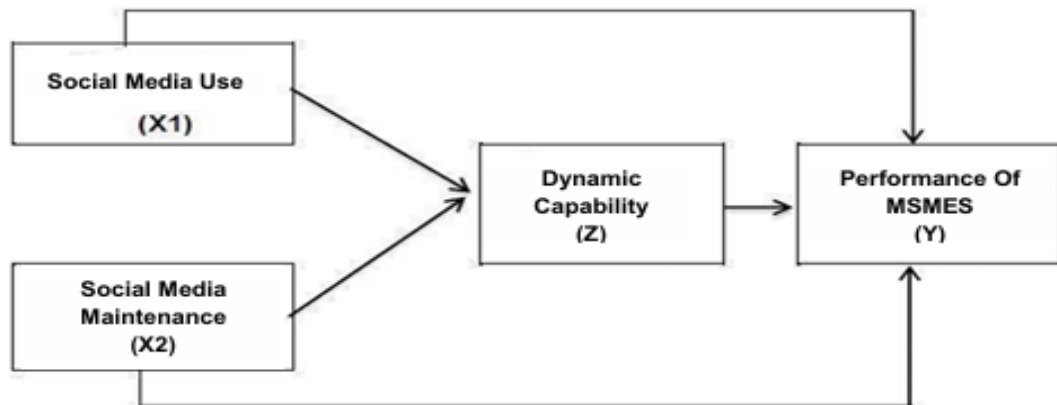 Social Media Use
(X1)
Dynamic
Capability
(Z)
Performance Of
MSMES
(Y)
Social Media
Maintenance
(X2)